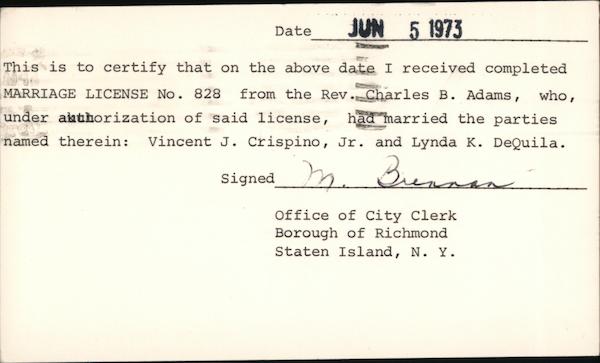 Date JUN 5 1973
This is to certify that on the above date I received completed
MARRIAGE LICENSE No. 828 from the Rev. Charles B. Adams, who,
under authorization of said license, had married the parties
named therein: Vincent J. Crispino, Jr. and Lynda K. DeQuila.
Signed M. Brennan
Office of City Clerk
Borough of Richmond
Staten Island, N. Y.